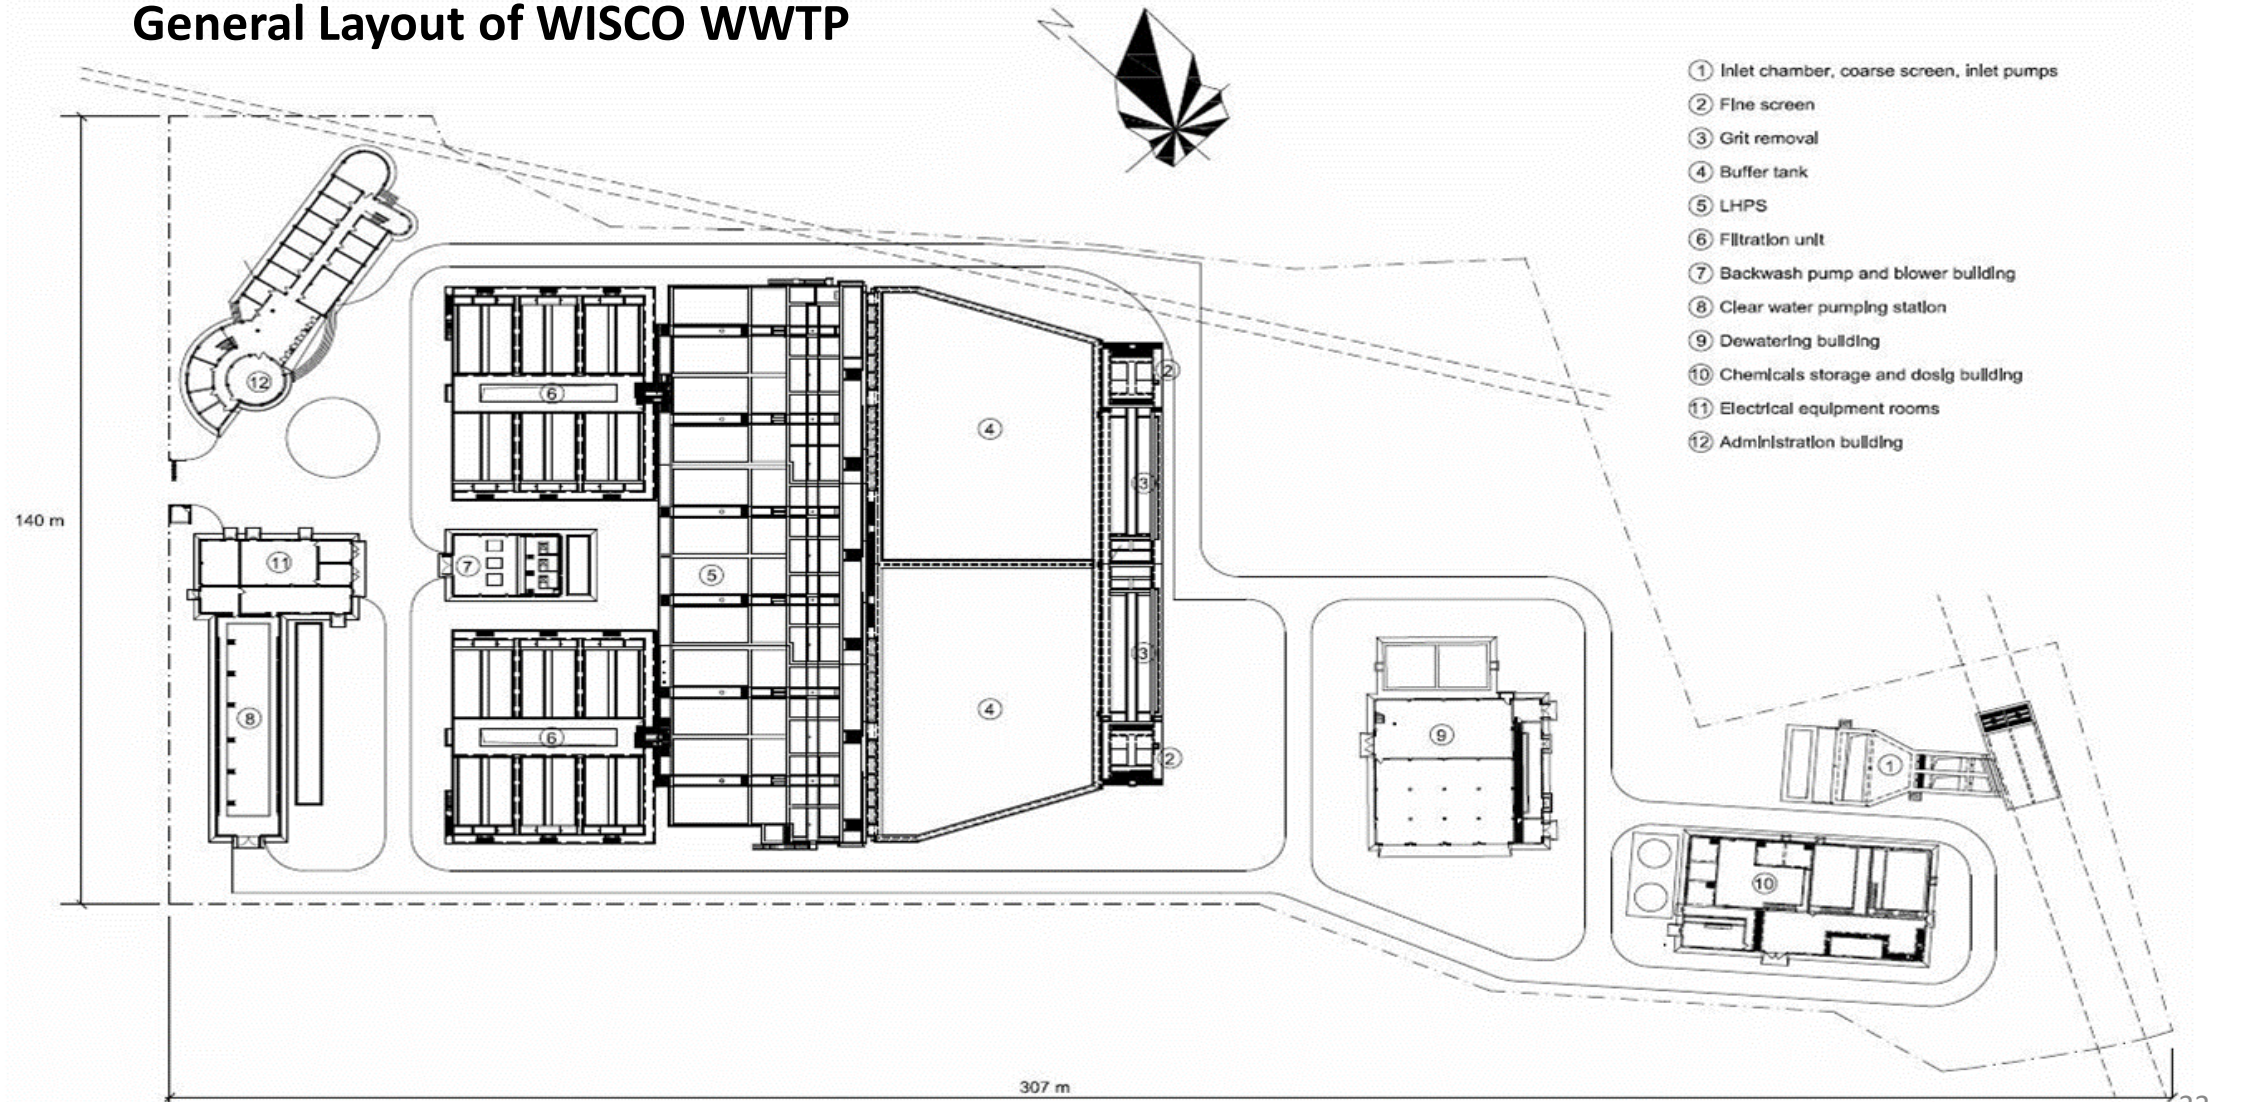 General Layout of WISCO WWTP
N
① Inlet chamber, coarse screen, inlet pumps
② Fine screen
③ Grit removal
④ Buffer tank
⑤ LHPS
⑥ Filtration unit
⑦ Backwash pump and blower building
⑧ Clear water pumping station
⑨ Dewatering building
⑩ Chemicals storage and dosig building
⑪ Electrical equipment rooms
⑫ Administration building
⑫
②
⑥
④
③
140 m
⑪
⑦
⑤
③
⑧
④
⑥
②
⑨
①
⑩
307 m